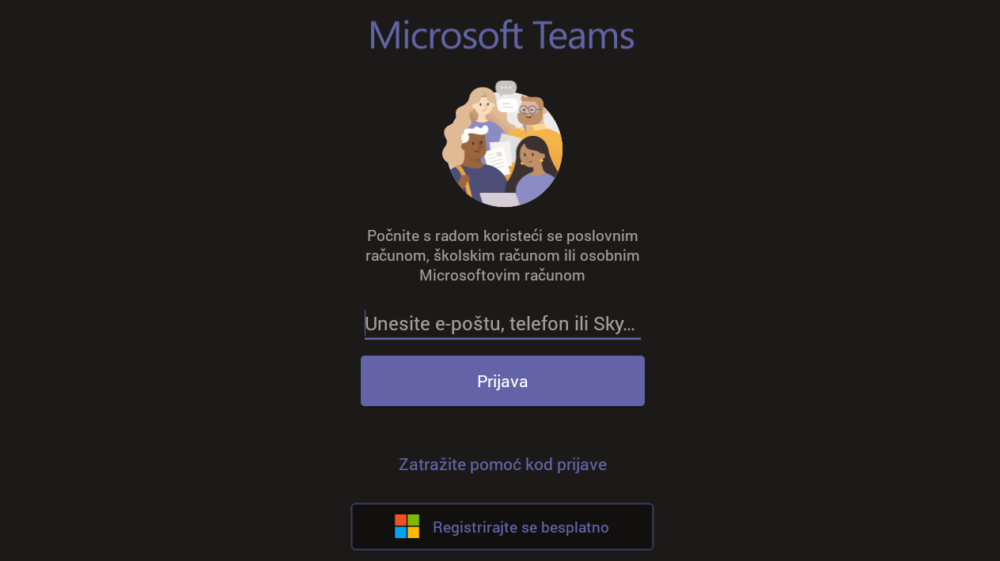 Microsoft Teams
Počnite s radom koristeći se poslovnim
računom, školskim računom ili osobnim
Microsoftovim računom
Unesite e-poštu, telefon ili Sky...
Prijava
Zatražite pomoć kod prijave
Registrirajte se besplatno